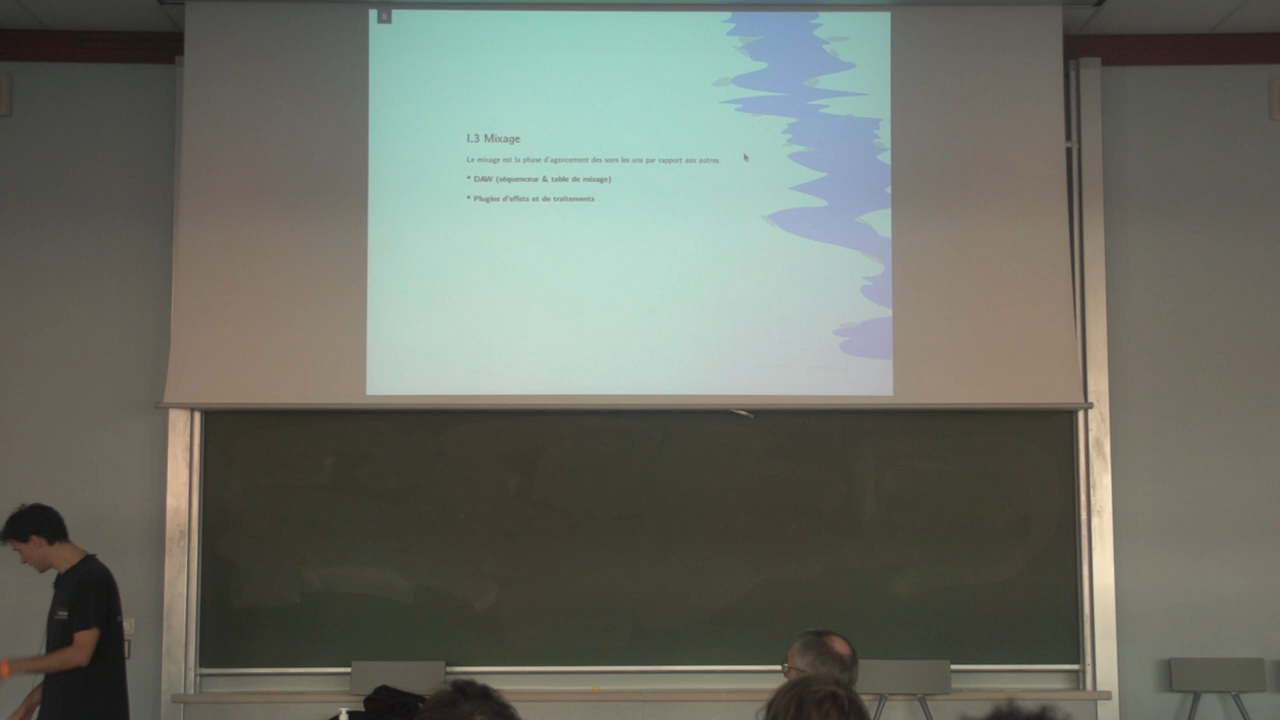 8
I.3 Mixage
Le mixage est la phase d'agencement des sons les uns par rapport aux autres.
* DAW (séquenceur & table de mixage)
* Plugins d'effets et de traitements